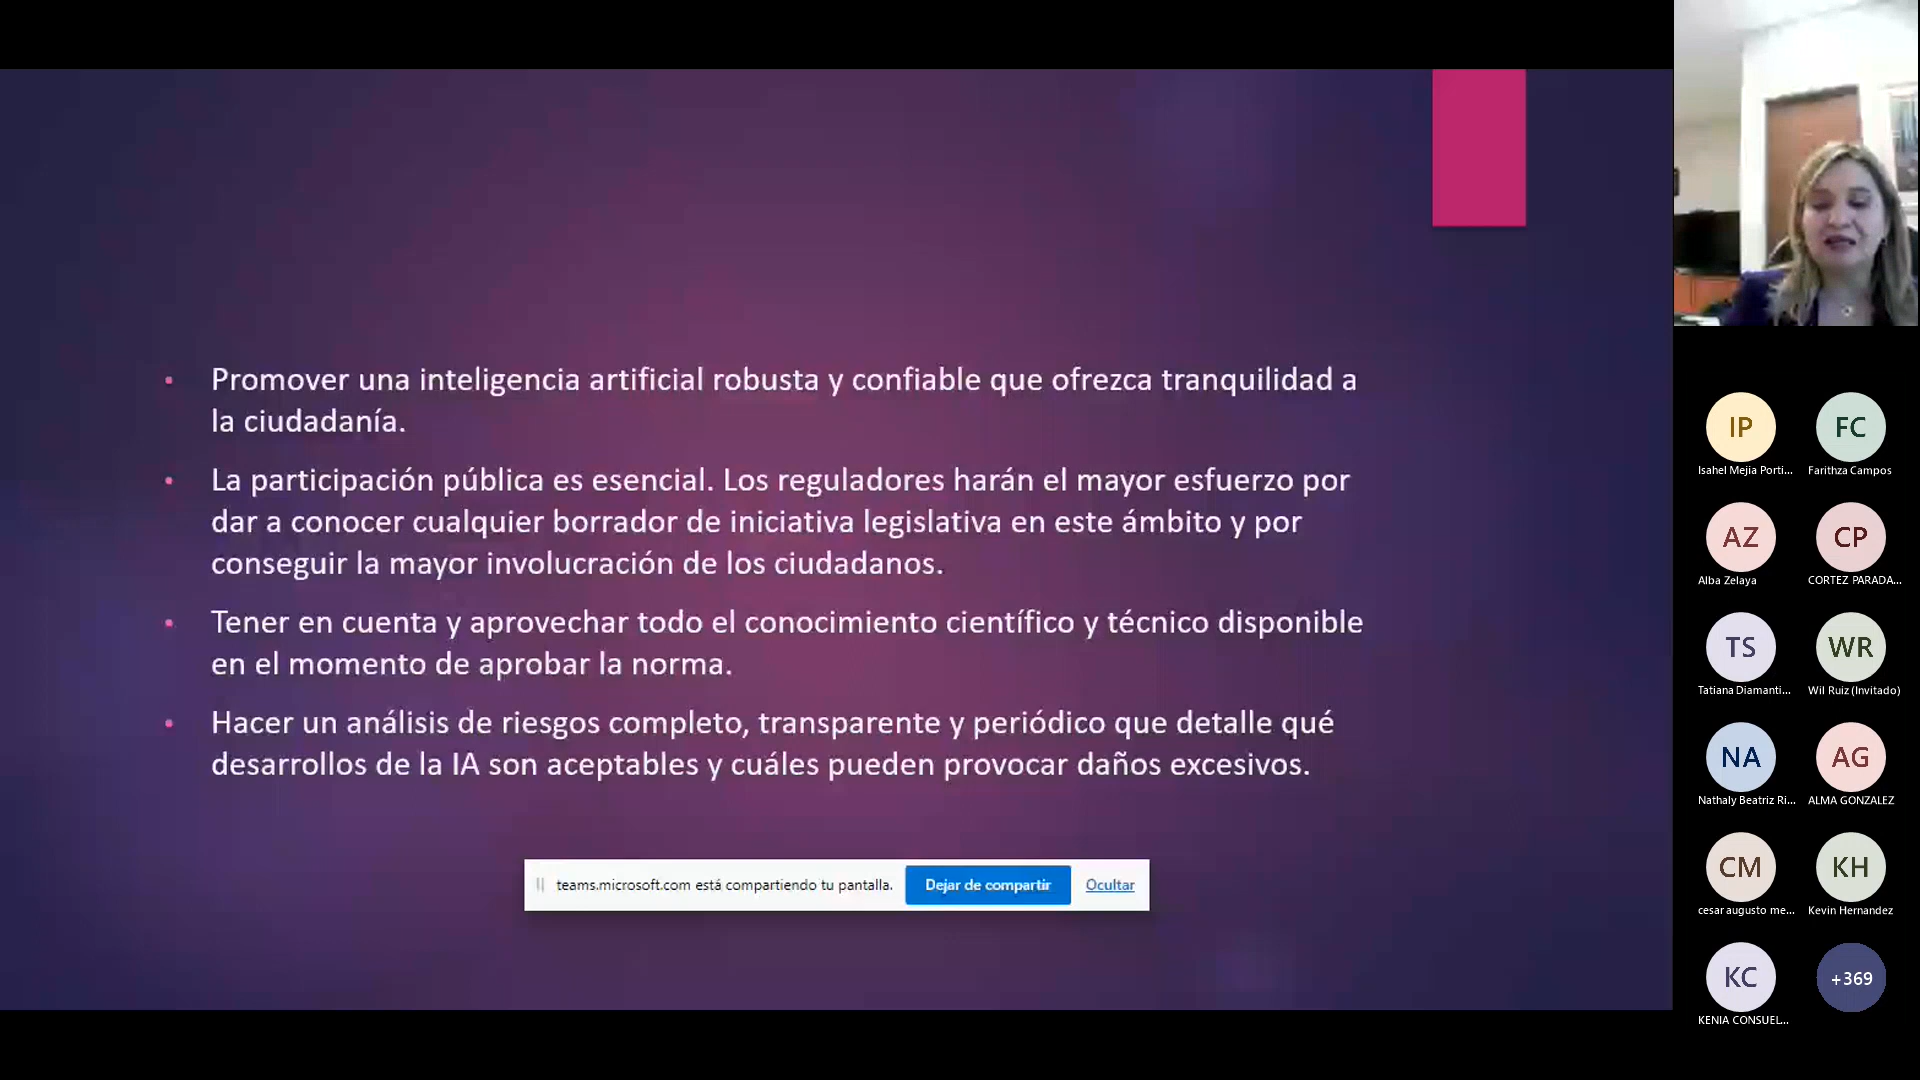 • Promover una inteligencia artificial robusta y confiable que ofrezca tranquilidad a
la ciudadanía.
• La participación pública es esencial. Los reguladores harán el mayor esfuerzo por
dar a conocer cualquier borrador de iniciativa legislativa en este ámbito y por
conseguir la mayor involucración de los ciudadanos.
• Tener en cuenta y aprovechar todo el conocimiento científico y técnico disponible
en el momento de aprobar la norma.
• Hacer un análisis de riesgos completo, transparente y periódico que detalle qué
desarrollos de la IA son aceptables y cuáles pueden provocar daños excesivos.
teams.microsoft.com está compartiendo tu pantalla. Dejar de compartir Ocultar
IP FC
Isahel Mejia Porti... Farithza Campos
AZ CP
Alba Zelaya CORTEZ PARADA...
TS WR
Tatiana Diamanti... Wil Ruiz (Invitado)
NA AG
Nathaly Beatriz Ri... ALMA GONZALEZ
CM KH
cesar augusto me... Kevin Hernandez
KC +369
KENIA CONSUEL...